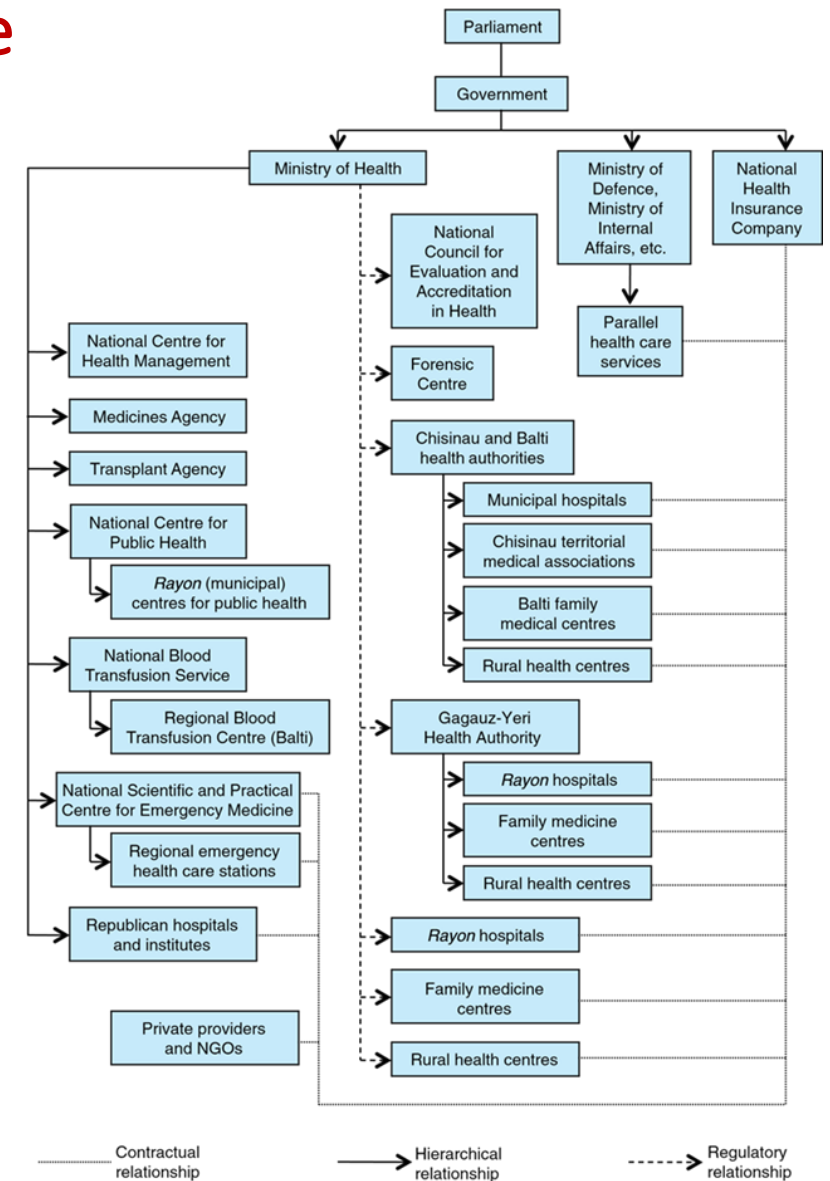 e
Parliament
Government
Ministry of Health
Ministry of
Defence,
Ministry of
Internal
Affairs, etc.
National
Health
Insurance
Company
National
Council for
Evaluation and
Accreditation
in Health
Parallel
health care
services
National Centre for
Health Management
Forensic
Centre
Medicines Agency
Chisinau and Balti
health authorities
Transplant Agency
Municipal hospitals
National Centre for
Public Health
Chisinau territorial
medical associations
Rayon (municipal)
centres for public health
Balti family
medical centres
National Blood
Transfusion Service
Rural health centres
Regional Blood
Transfusion Centre (Balti)
Gagauz-Yeri
Health Authority
National Scientific and Practical
Centre for Emergency Medicine
Rayon hospitals
Family medicine
centres
Regional emergency
health care stations
Rural health centres
Republican hospitals
and institutes
Rayon hospitals
Family medicine
centres
Private providers
and NGOs
Rural health centres
Contractual
relationship
Hierarchical
relationship
Regulatory
relationship